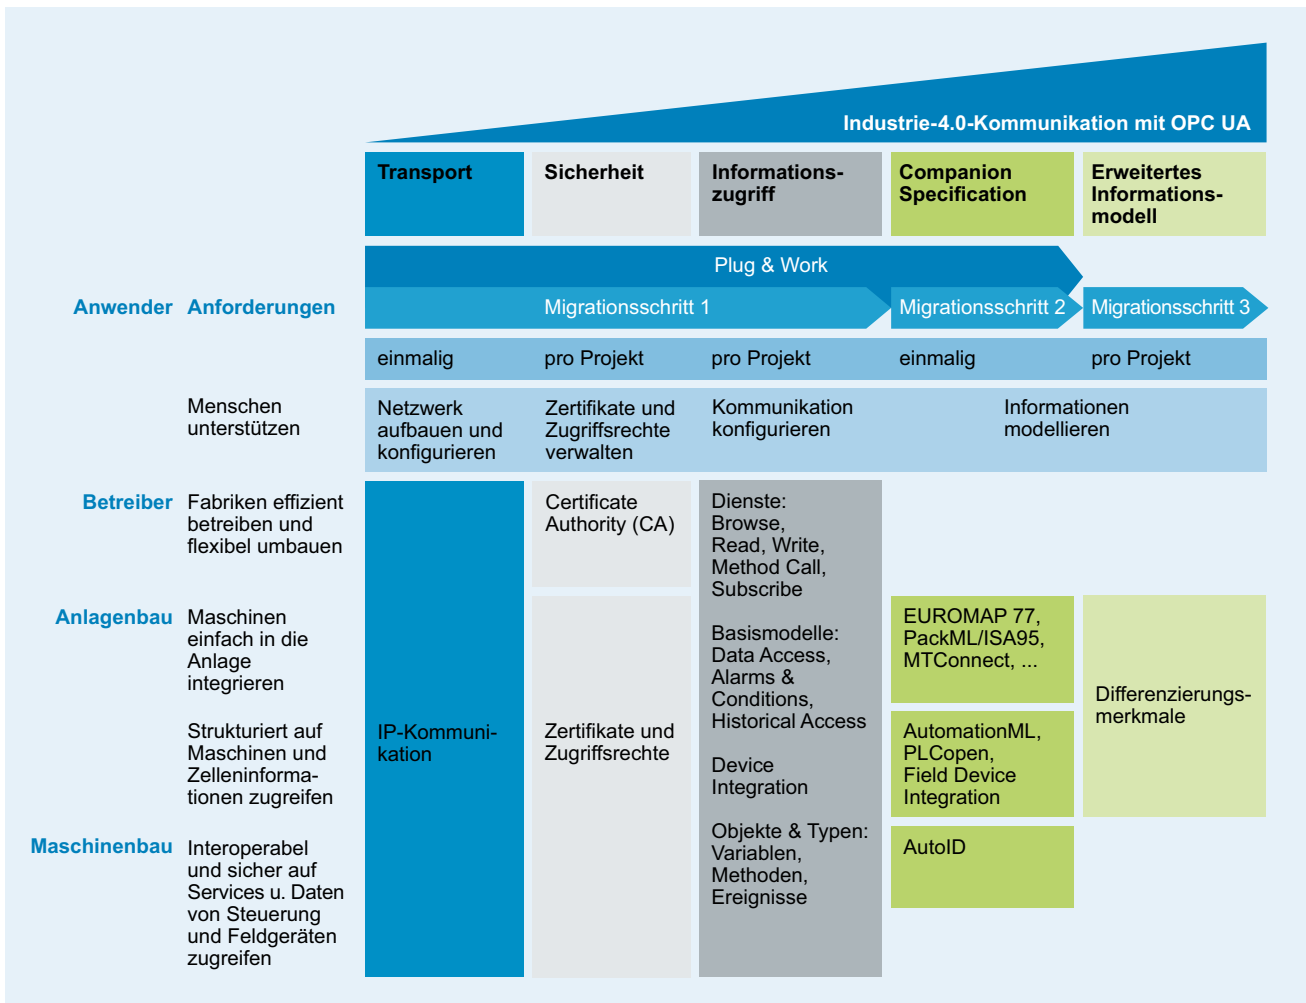 Industrie-4.0-Kommunikation mit OPC UA
Transport
Sicherheit
Informations-
zugriff
Companion
Specification
Erweitertes
Informations-
modell
Plug & Work
Anwender
Anforderungen
Migrationsschritt 1
Migrationsschritt 2
Migrationsschritt 3
einmalig
pro Projekt
pro Projekt
einmalig
pro Projekt
Menschen
unterstützen
Netzwerk
aufbauen und
konfigurieren
Zertifikate und
Zugriffsrechte
verwalten
Kommunikation
konfigurieren
Informationen
modellieren
Betreiber
Fabriken effizient
betreiben und
flexibel umbauen
Anlagenbau
Maschinen
einfach in die
Anlage
integrieren
Strukturiert auf
Maschinen und
Zelleninforma-
tionen zugreifen
Maschinenbau
Interoperabel
und sicher auf
Services u. Daten
von Steuerung
und Feldgeräten
zugreifen
IP-Kommuni-
kation
Certificate
Authority (CA)
Zertifikate und
Zugriffsrechte
Dienste:
Browse,
Read, Write,
Method Call,
Subscribe
Basismodelle:
Data Access,
Alarms &
Conditions,
Historical Access
Device
Integration
Objekte & Typen:
Variablen,
Methoden,
Ereignisse
EUROMAP 77,
PackML/ISA95,
MTConnect, ...
AutomationML,
PLCopen,
Field Device
Integration
AutoID
Differenzierungs-
merkmale